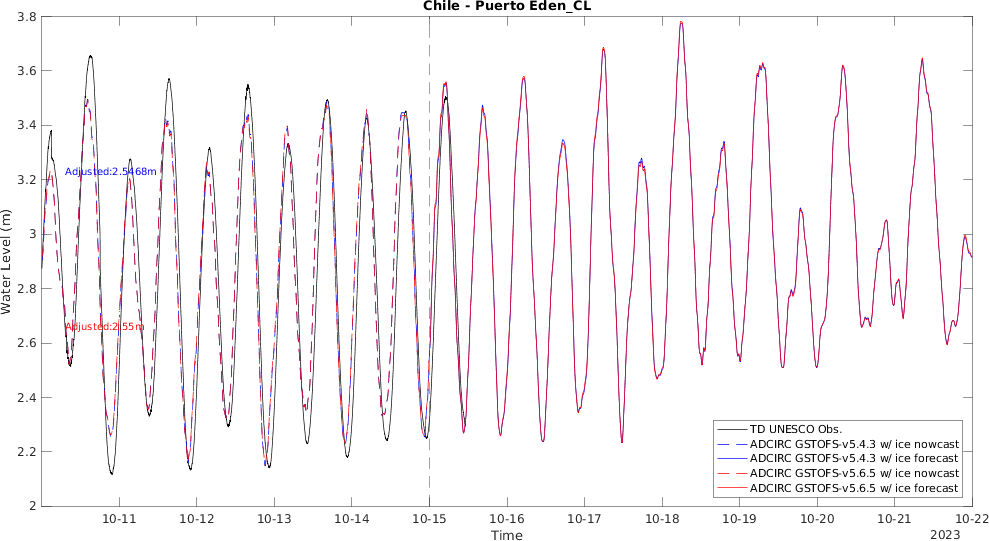 Chile - Puerto Eden_CL
3.8
3.6
3.4
3.2
3
2.8
2.6
2.4
2.2
2
Water Level (m)
Adjusted:2.5468m
Adjusted:2.55m
TD UNESCO Obs.
ADCIRC GSTOFS-v5.4.3 w/ ice nowcast
ADCIRC GSTOFS-v5.4.3 w/ ice forecast
ADCIRC GSTOFS-v5.6.5 w/ ice nowcast
ADCIRC GSTOFS-v5.6.5 w/ ice forecast
10-11 10-12 10-13 10-14 10-15 10-16 10-17 10-18 10-19 10-20 10-21 10-22
Time
2023